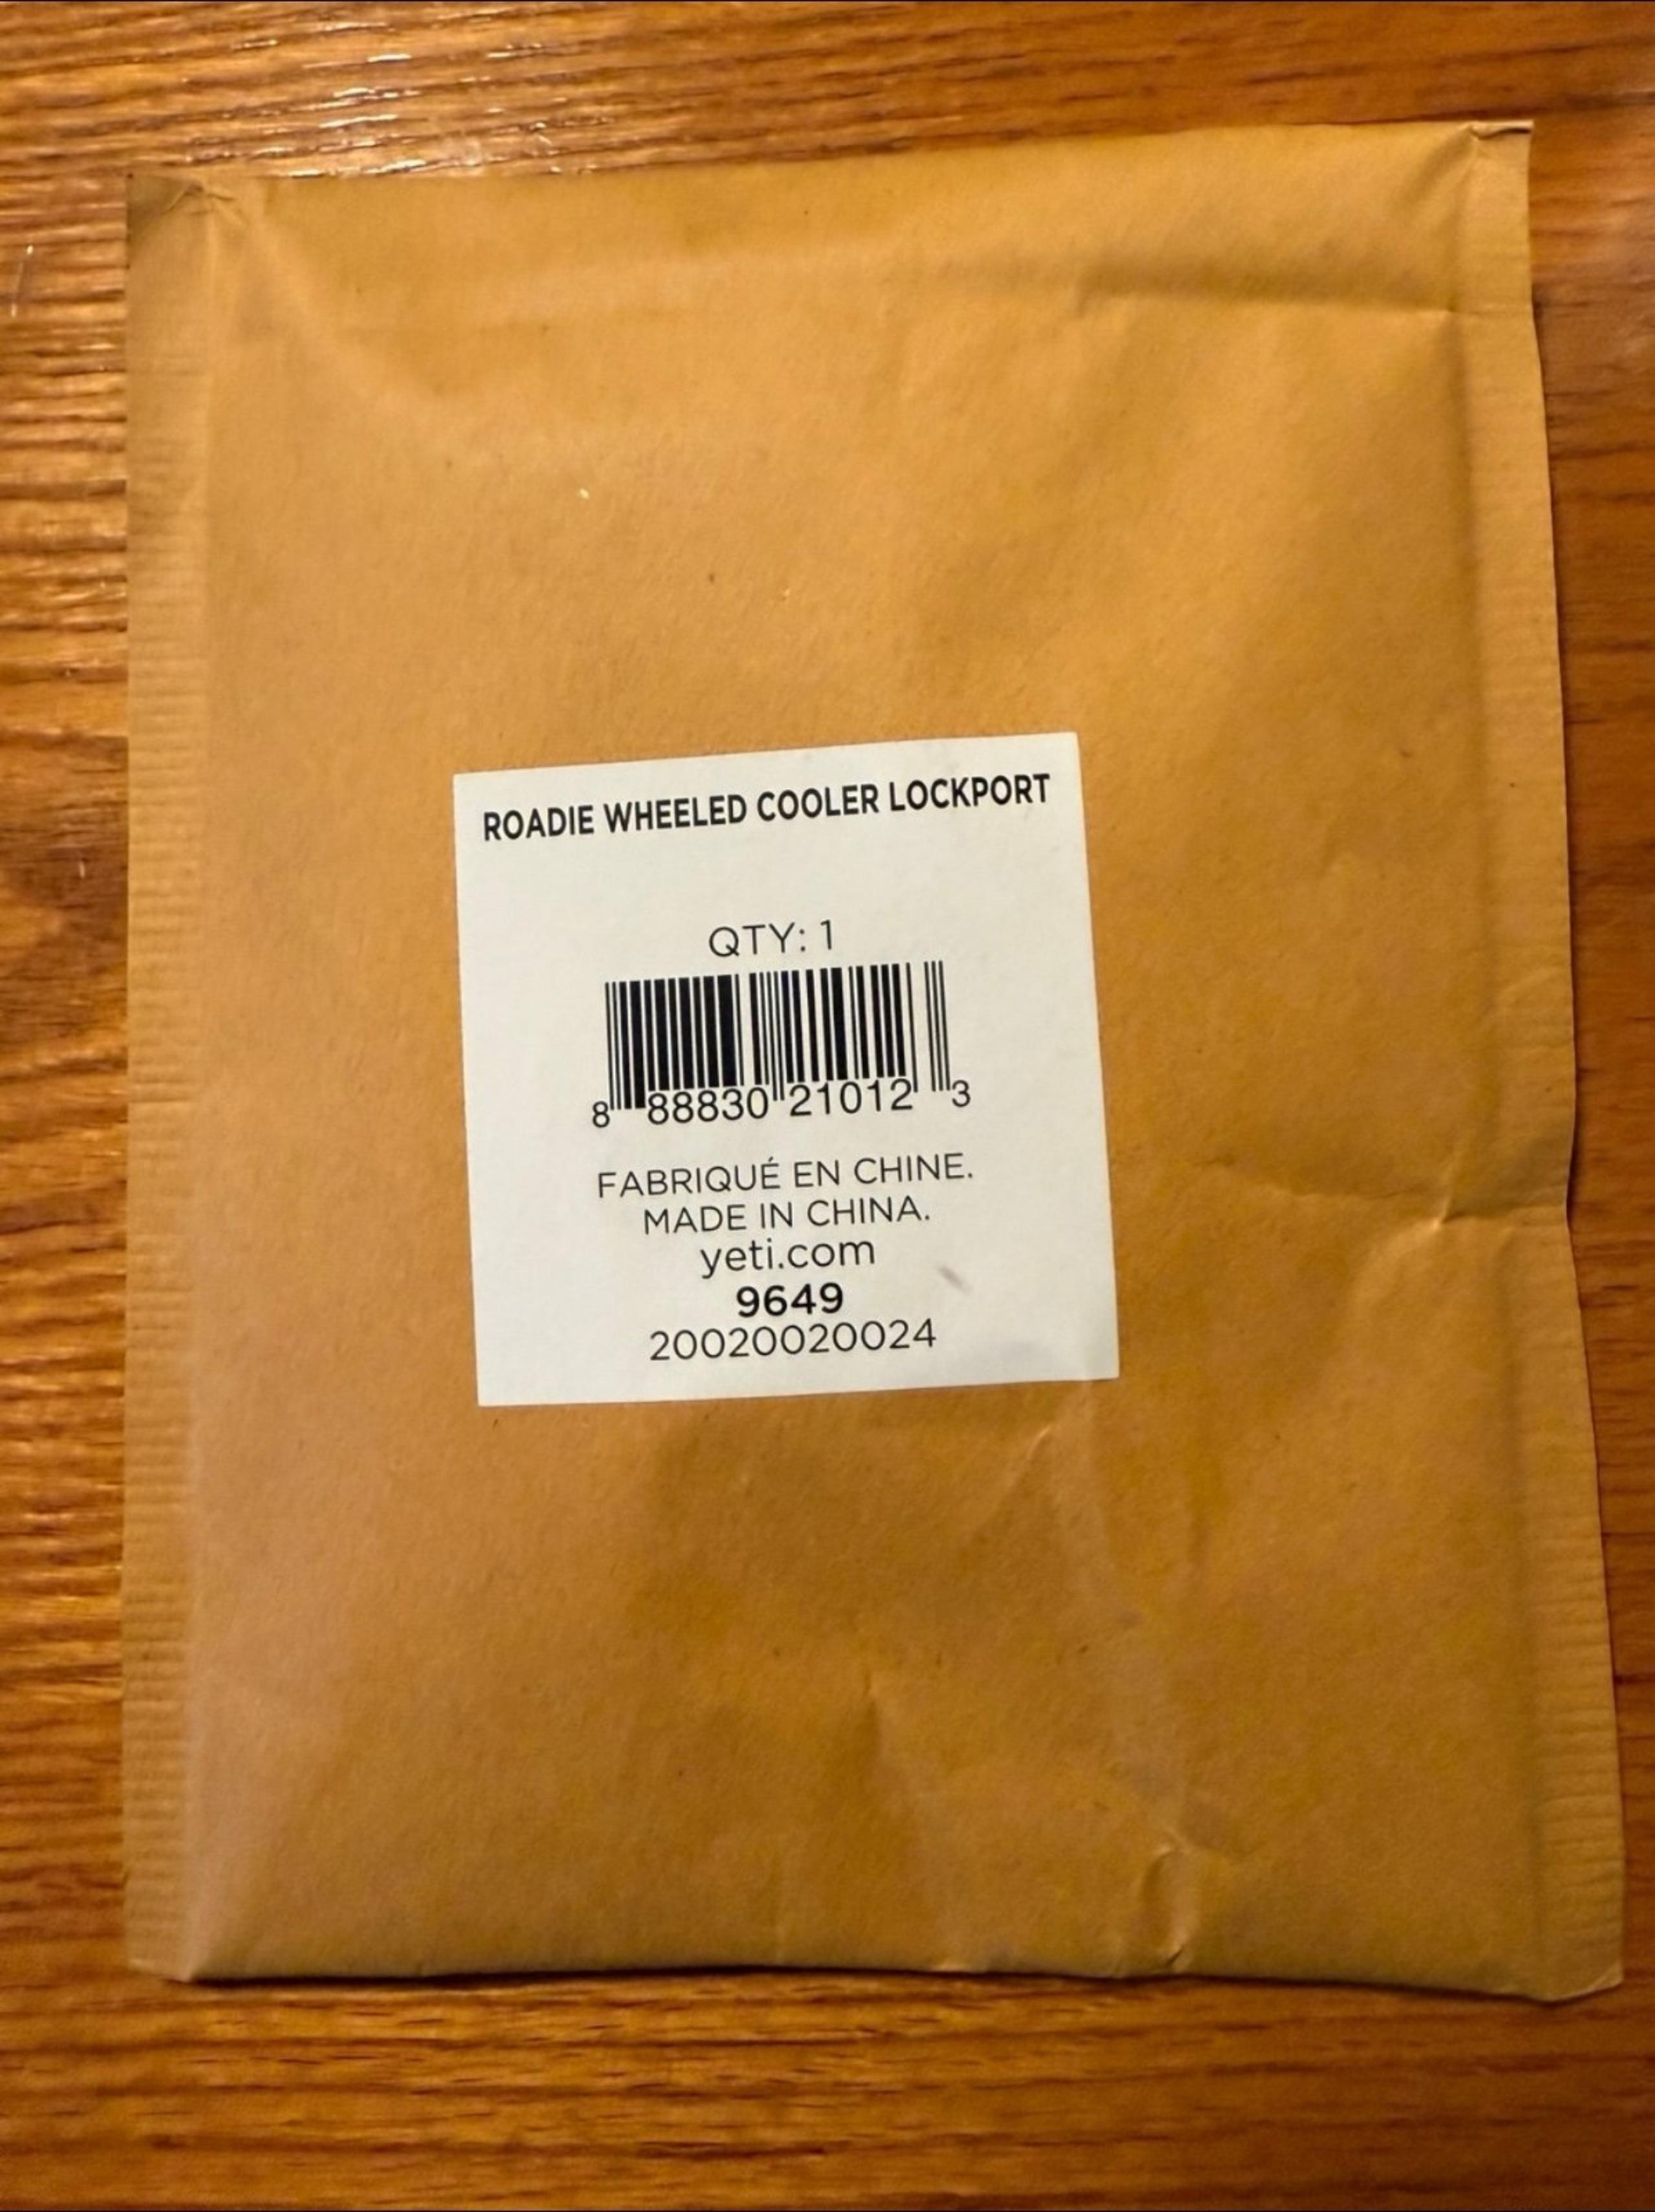 ROADIE WHEELED COOLER LOCKPORT
QTY: 1
8 88830 21012 3
FABRIQUÉ EN CHINE.
MADE IN CHINA.
yeti.com
9649
20020020024